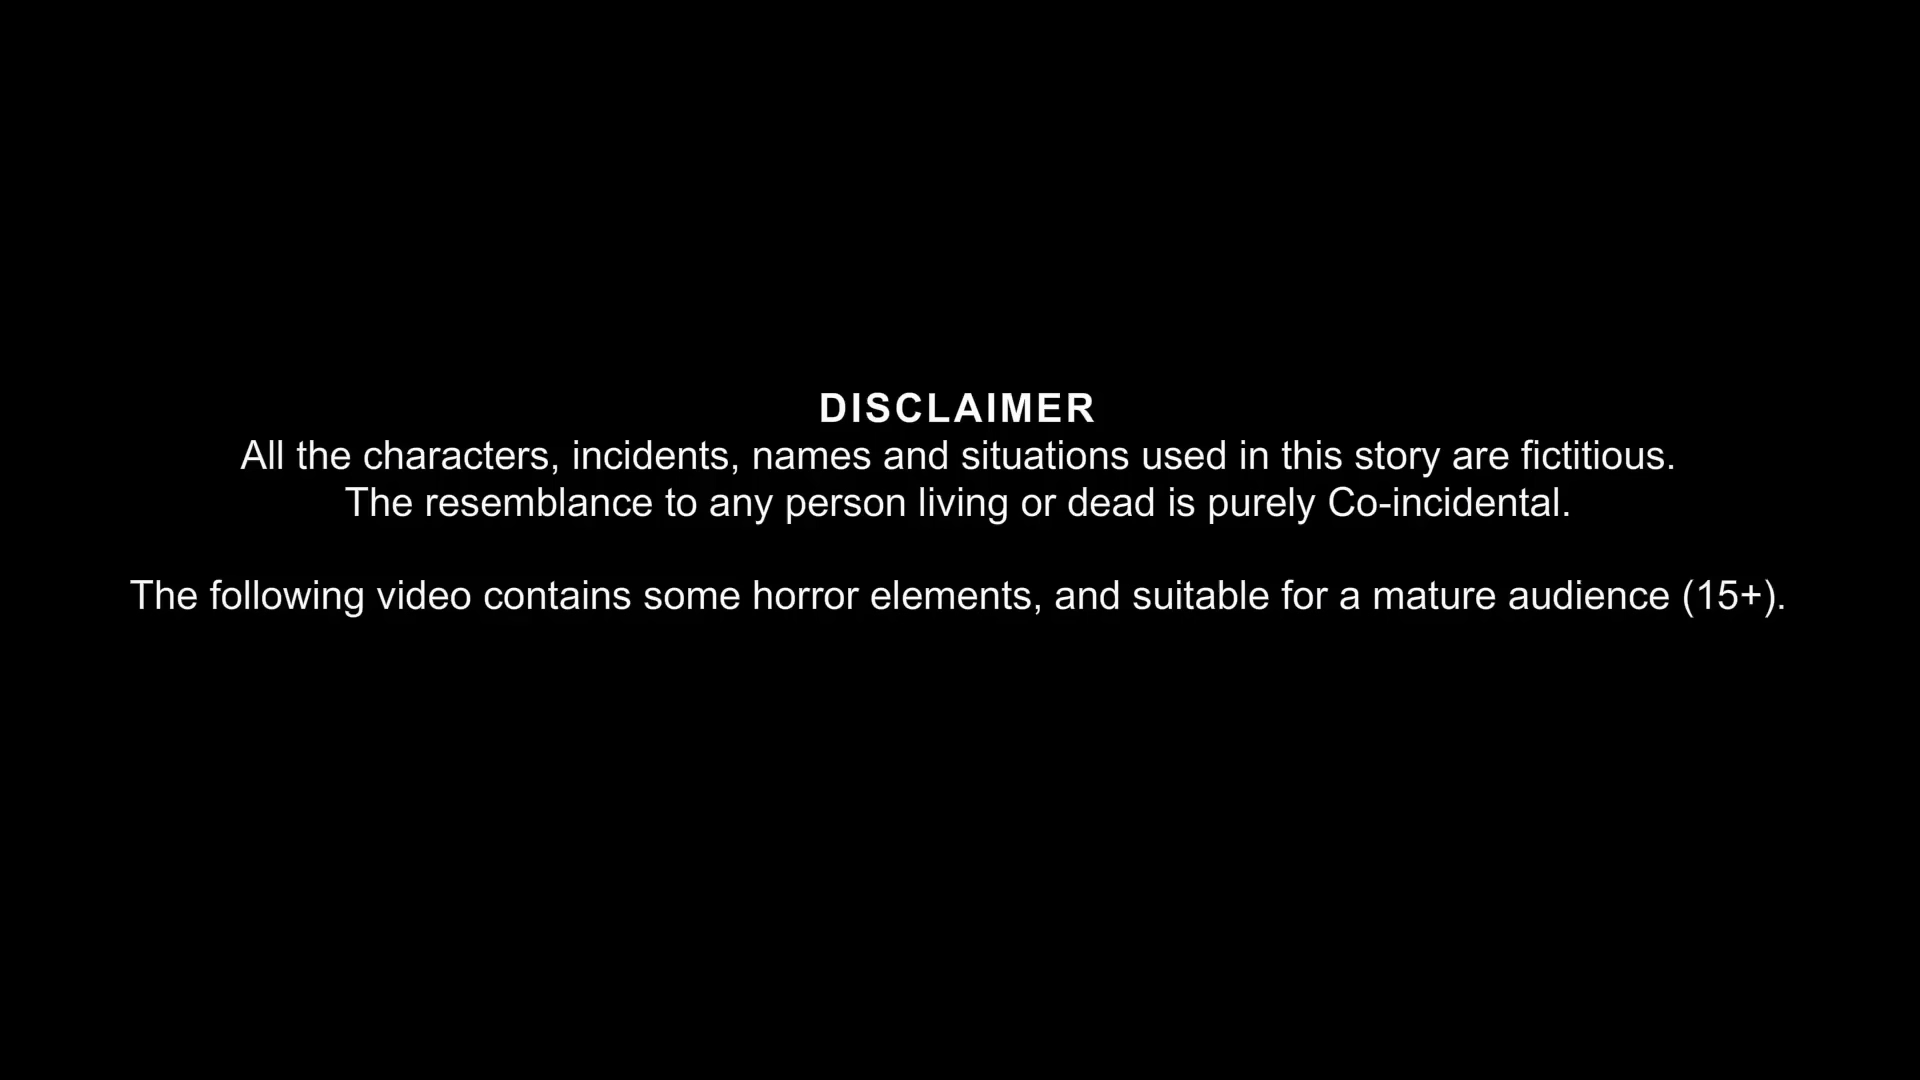 DISCLAIMER
All the characters, incidents, names and situations used in this story are fictitious.
The resemblance to any person living or dead is purely Co-incidental.
The following video contains some horror elements, and suitable for a mature audience (15+).